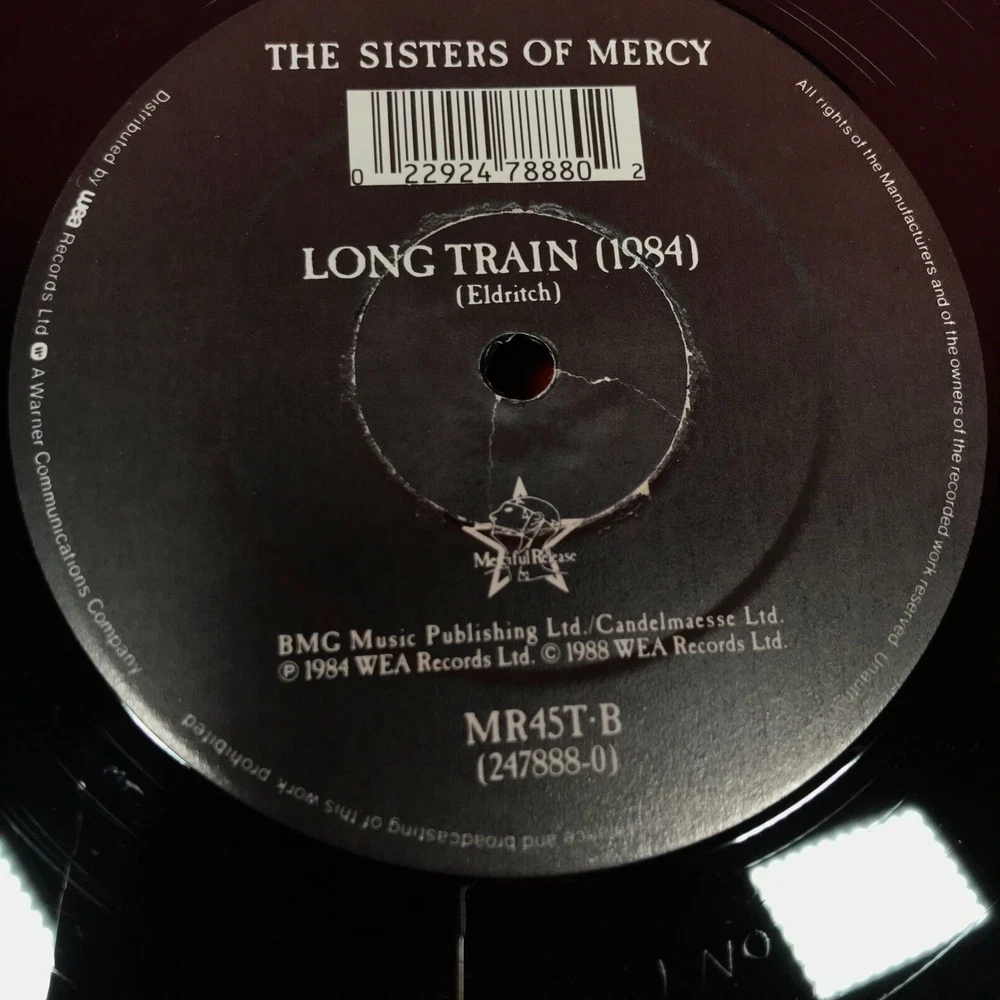 THE SISTERS OF MERCY
0 22924 78880 2
LONG TRAIN (1984)
(Eldritch)
Merciful Release
BMG Music Publishing Ltd./Candelmaesse Ltd.
℗ 1984 WEA Records Ltd. © 1988 WEA Records Ltd.
MR45T·B
(247888-0)
Distributed by wea Records Ltd W A Warner Communications Company
All rights of the Manufacturers and of the owners of the recorded work reserved
and broadcasting of this work prohibited
NO